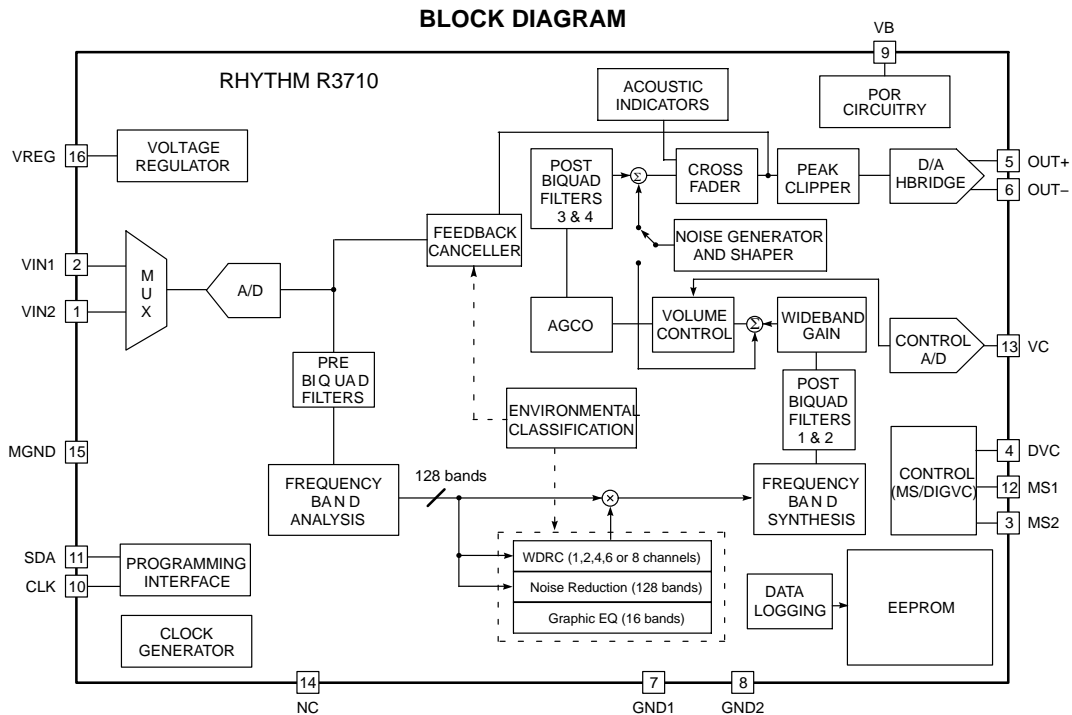 BLOCK DIAGRAM
VB
9
RHYTHM R3710
POR
CIRCUITRY
ACOUSTIC
INDICATORS
VREG
16
VOLTAGE
REGULATOR
POST
BIQUAD
FILTERS
3 & 4
Σ
CROSS
FADER
PEAK
CLIPPER
D/A
HBRIDGE
5
OUT+
6
OUT−
FEEDBACK
CANCELLER
NOISE GENERATOR
AND SHAPER
VIN1
2
VIN2
1
M
U
X
A/D
AGCO
VOLUME
CONTROL
Σ
WIDEBAND
GAIN
CONTROL
A/D
13
VC
PRE
BIQUAD
FILTERS
ENVIRONMENTAL
CLASSIFICATION
POST
BIQUAD
FILTERS
1 & 2
MGND
15
CONTROL
(MS/DIGVC)
4
DVC
12
MS1
3
MS2
FREQUENCY
BAND
ANALYSIS
128 bands
×
FREQUENCY
BAND
SYNTHESIS
WDRC (1,2,4,6 or 8 channels)
Noise Reduction (128 bands)
Graphic EQ (16 bands)
SDA
11
CLK
10
PROGRAMMING
INTERFACE
DATA
LOGGING
EEPROM
CLOCK
GENERATOR
14
NC
7
GND1
8
GND2